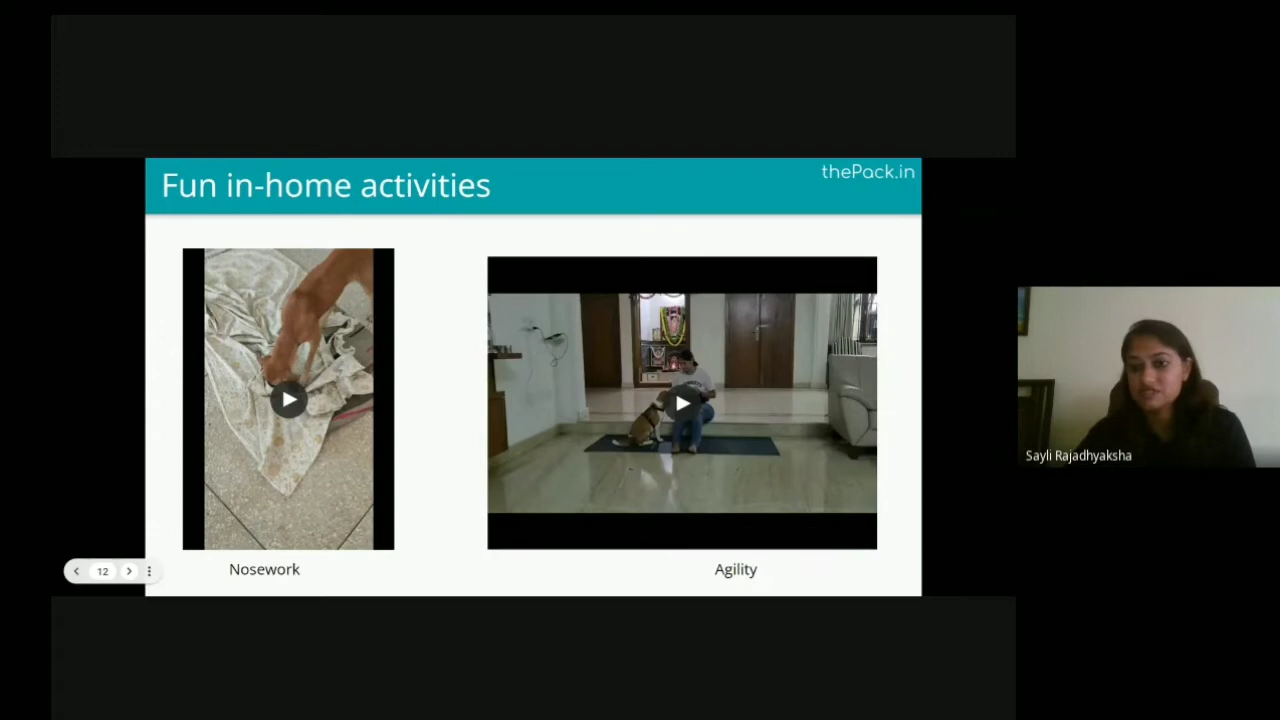 Fun in-home activities
thePack.in
Nosework
Agility
12
Sayli Rajadhyaksha